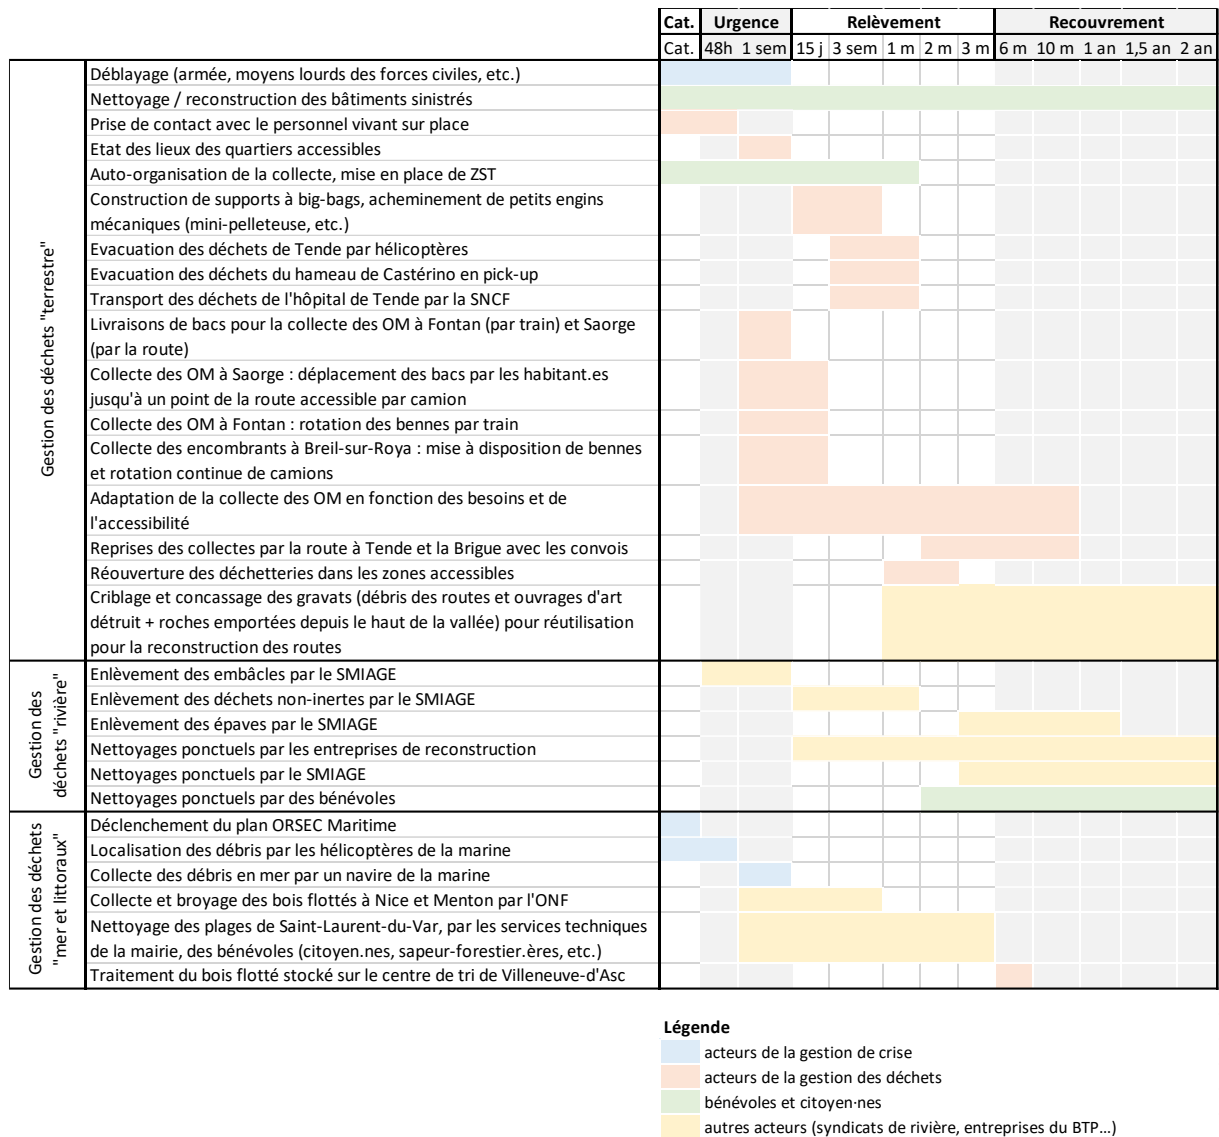 Cat. Urgence Relèvement Recouvrement
Cat. 48h 1 sem 15 j 3 sem 1 m 2 m 3 m 6 m 10 m 1 an 1,5 an 2 an
Gestion des déchets "terrestre"
Déblayage (armée, moyens lourds des forces civiles, etc.)
Nettoyage / reconstruction des bâtiments sinistrés
Prise de contact avec le personnel vivant sur place
Etat des lieux des quartiers accessibles
Auto-organisation de la collecte, mise en place de ZST
Construction de supports à big-bags, acheminement de petits engins
mécaniques (mini-pelleteuse, etc.)
Evacuation des déchets de Tende par hélicoptères
Evacuation des déchets du hameau de Castérino en pick-up
Transport des déchets de l'hôpital de Tende par la SNCF
Livraisons de bacs pour la collecte des OM à Fontan (par train) et Saorge
(par la route)
Collecte des OM à Saorge : déplacement des bacs par les habitant.es
jusqu'à un point de la route accessible par camion
Collecte des OM à Fontan : rotation des bennes par train
Collecte des encombrants à Breil-sur-Roya : mise à disposition de bennes
et rotation continue de camions
Adaptation de la collecte des OM en fonction des besoins et de
l'accessibilité
Reprises des collectes par la route à Tende et la Brigue avec les convois
Réouverture des déchetteries dans les zones accessibles
Criblage et concassage des gravats (débris des routes et ouvrages d'art
détruit + roches emportées depuis le haut de la vallée) pour réutilisation
pour la reconstruction des routes
Gestion des
déchets "rivière"
Enlèvement des embâcles par le SMIAGE
Enlèvement des déchets non-inertes par le SMIAGE
Enlèvement des épaves par le SMIAGE
Nettoyages ponctuels par les entreprises de reconstruction
Nettoyages ponctuels par le SMIAGE
Nettoyages ponctuels par des bénévoles
Gestion des déchets
"mer et littoraux"
Déclenchement du plan ORSEC Maritime
Localisation des débris par les hélicoptères de la marine
Collecte des débris en mer par un navire de la marine
Collecte et broyage des bois flottés à Nice et Menton par l'ONF
Nettoyage des plages de Saint-Laurent-du-Var, par les services techniques
de la mairie, des bénévoles (citoyen.nes, sapeur-forestier.ères, etc.)
Traitement du bois flotté stocké sur le centre de tri de Villeneuve-d'Asc
Légende
acteurs de la gestion de crise
acteurs de la gestion des déchets
bénévoles et citoyen·nes
autres acteurs (syndicats de rivière, entreprises du BTP…)